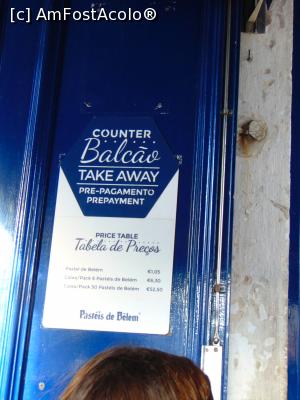 [c] AmFostAcolo®
COUNTER
Balcão
TAKE AWAY
PRE-PAGAMENTO
PREPAYMENT
PRICE TABLE
Tabela de Preços
Pastel de Belém €1,05
Caixa/Pack 6 Pastéis de Belém €6,30
Caixa/Pack 50 Pastéis de Belém €52,50
Pastéis de Belem®